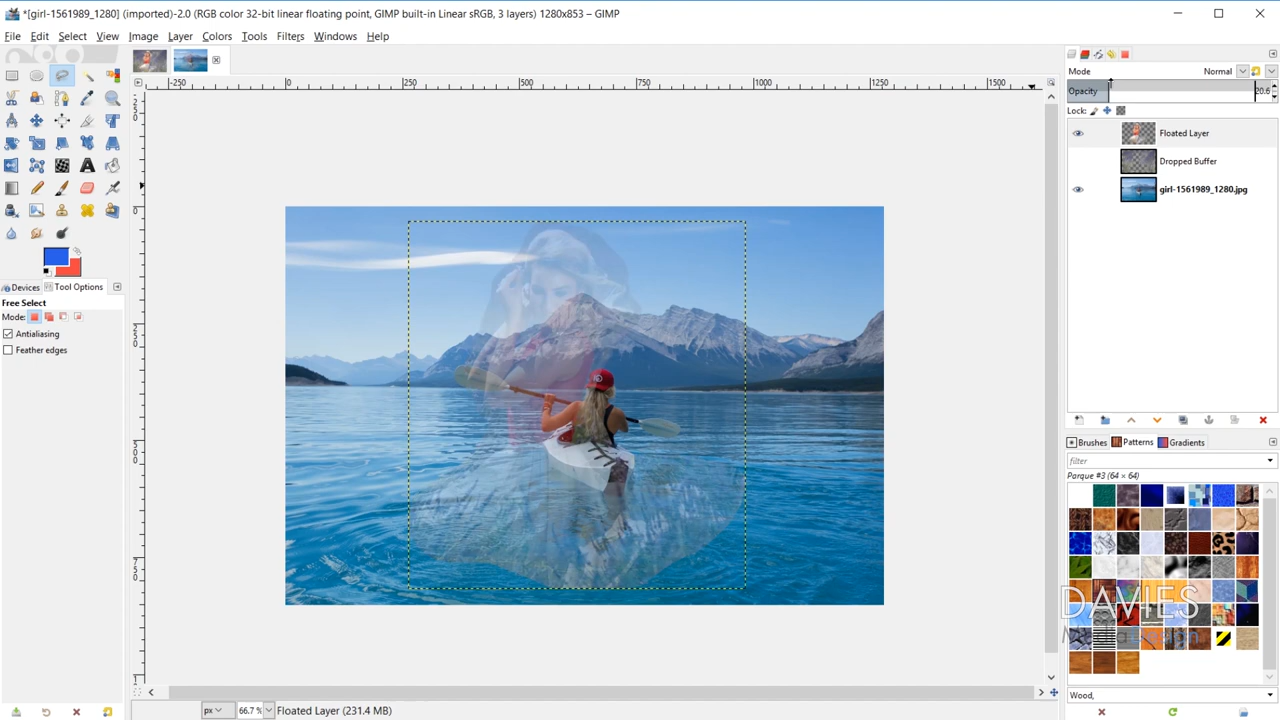 *[girl-1561989_1280] (imported)-2.0 (RGB color 32-bit linear floating point, GIMP built-in Linear sRGB, 3 layers) 1280x853 – GIMP
File Edit Select View Image Layer Colors Tools Filters Windows Help
Mode Normal
Opacity 20.6
Lock:
-250 0 250 500 750 1000 1250 1500
Floated Layer
Dropped Buffer
girl-1561989_1280.jpg
Devices Tool Options
Free Select
Mode:
Antialiasing
Feather edges
Brushes Patterns Gradients
filter
Parque #3 (64 × 64)
DAVIES
Wood,
px 66.7 % Floated Layer (231.4 MB)